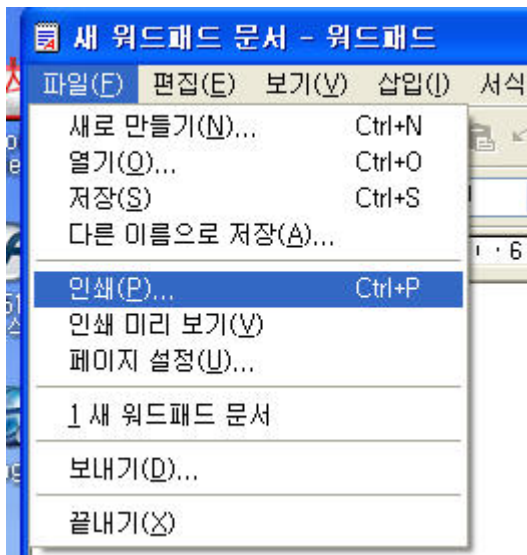 새 워드패드 문서 - 워드패드
파일(F) 편집(E) 보기(V) 삽입(I) 서식
새로 만들기(N)... Ctrl+N
열기(O)... Ctrl+O
저장(S) Ctrl+S
다른 이름으로 저장(A)...
6
인쇄(P)... Ctrl+P
인쇄 미리 보기(V)
페이지 설정(U)...
1 새 워드패드 문서
보내기(D)...
끝내기(X)